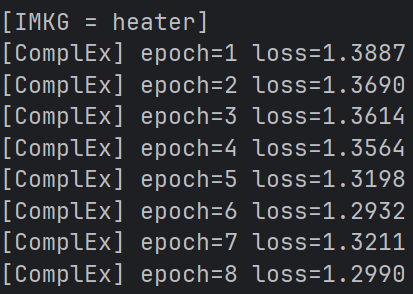 [IMKG = heater]
[ComplEx] epoch=1 loss=1.3887
[ComplEx] epoch=2 loss=1.3690
[ComplEx] epoch=3 loss=1.3614
[ComplEx] epoch=4 loss=1.3564
[ComplEx] epoch=5 loss=1.3198
[ComplEx] epoch=6 loss=1.2932
[ComplEx] epoch=7 loss=1.3211
[ComplEx] epoch=8 loss=1.2990